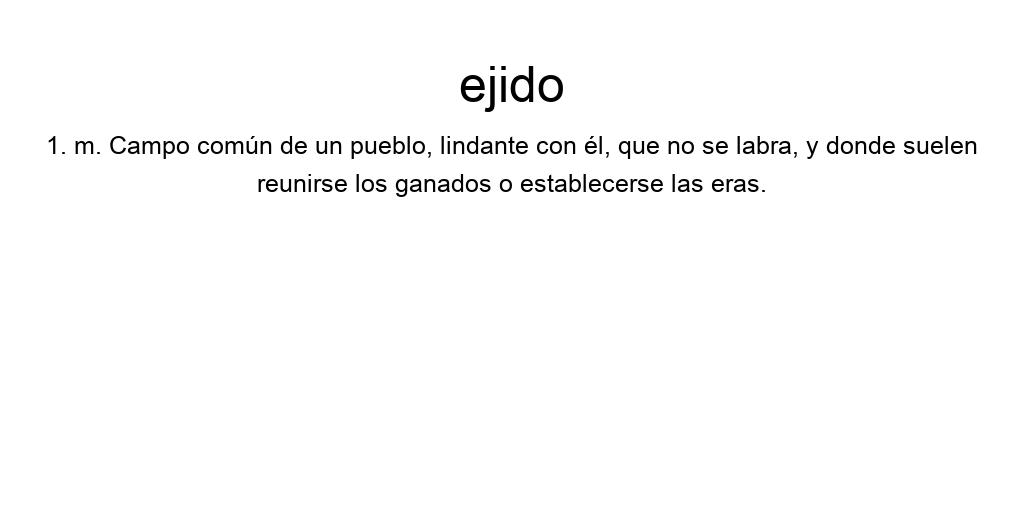 ejido
1. m. Campo común de un pueblo, lindante con él, que no se labra, y donde suelen
reunirse los ganados o establecerse las eras.